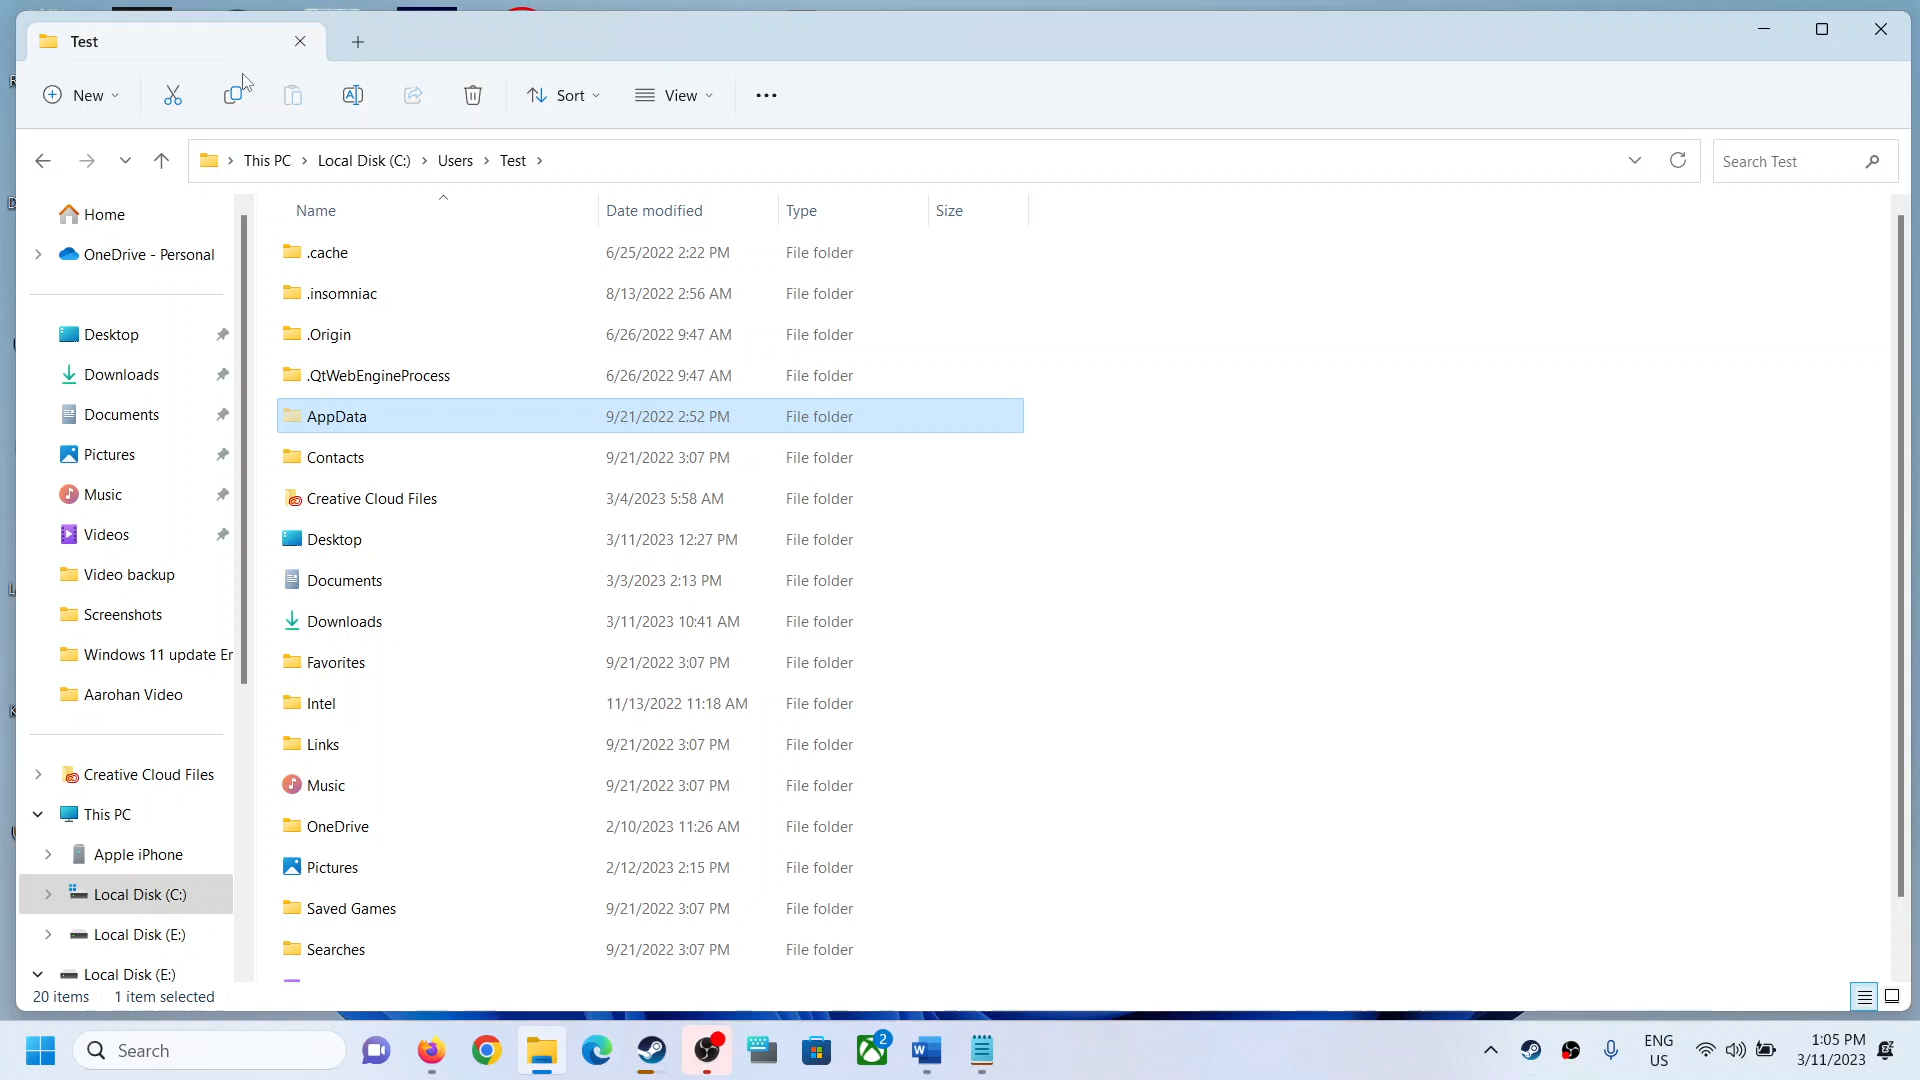 Test
New
Sort
View
This PC > Local Disk (C:) > Users > Test >
Search Test
Home
OneDrive - Personal
Desktop
Downloads
Documents
Pictures
Music
Videos
Video backup
Screenshots
Windows 11 update Er
Aarohan Video
Creative Cloud Files
This PC
Apple iPhone
Local Disk (C:)
Local Disk (E:)
Local Disk (E:)
Name Date modified Type Size
.cache 6/25/2022 2:22 PM File folder
.insomniac 8/13/2022 2:56 AM File folder
.Origin 6/26/2022 9:47 AM File folder
.QtWebEngineProcess 6/26/2022 9:47 AM File folder
AppData 9/21/2022 2:52 PM File folder
Contacts 9/21/2022 3:07 PM File folder
Creative Cloud Files 3/4/2023 5:58 AM File folder
Desktop 3/11/2023 12:27 PM File folder
Documents 3/3/2023 2:13 PM File folder
Downloads 3/11/2023 10:41 AM File folder
Favorites 9/21/2022 3:07 PM File folder
Intel 11/13/2022 11:18 AM File folder
Links 9/21/2022 3:07 PM File folder
Music 9/21/2022 3:07 PM File folder
OneDrive 2/10/2023 11:26 AM File folder
Pictures 2/12/2023 2:15 PM File folder
Saved Games 9/21/2022 3:07 PM File folder
Searches 9/21/2022 3:07 PM File folder
20 items 1 item selected
Search
2
ENG
US
1:05 PM
3/11/2023